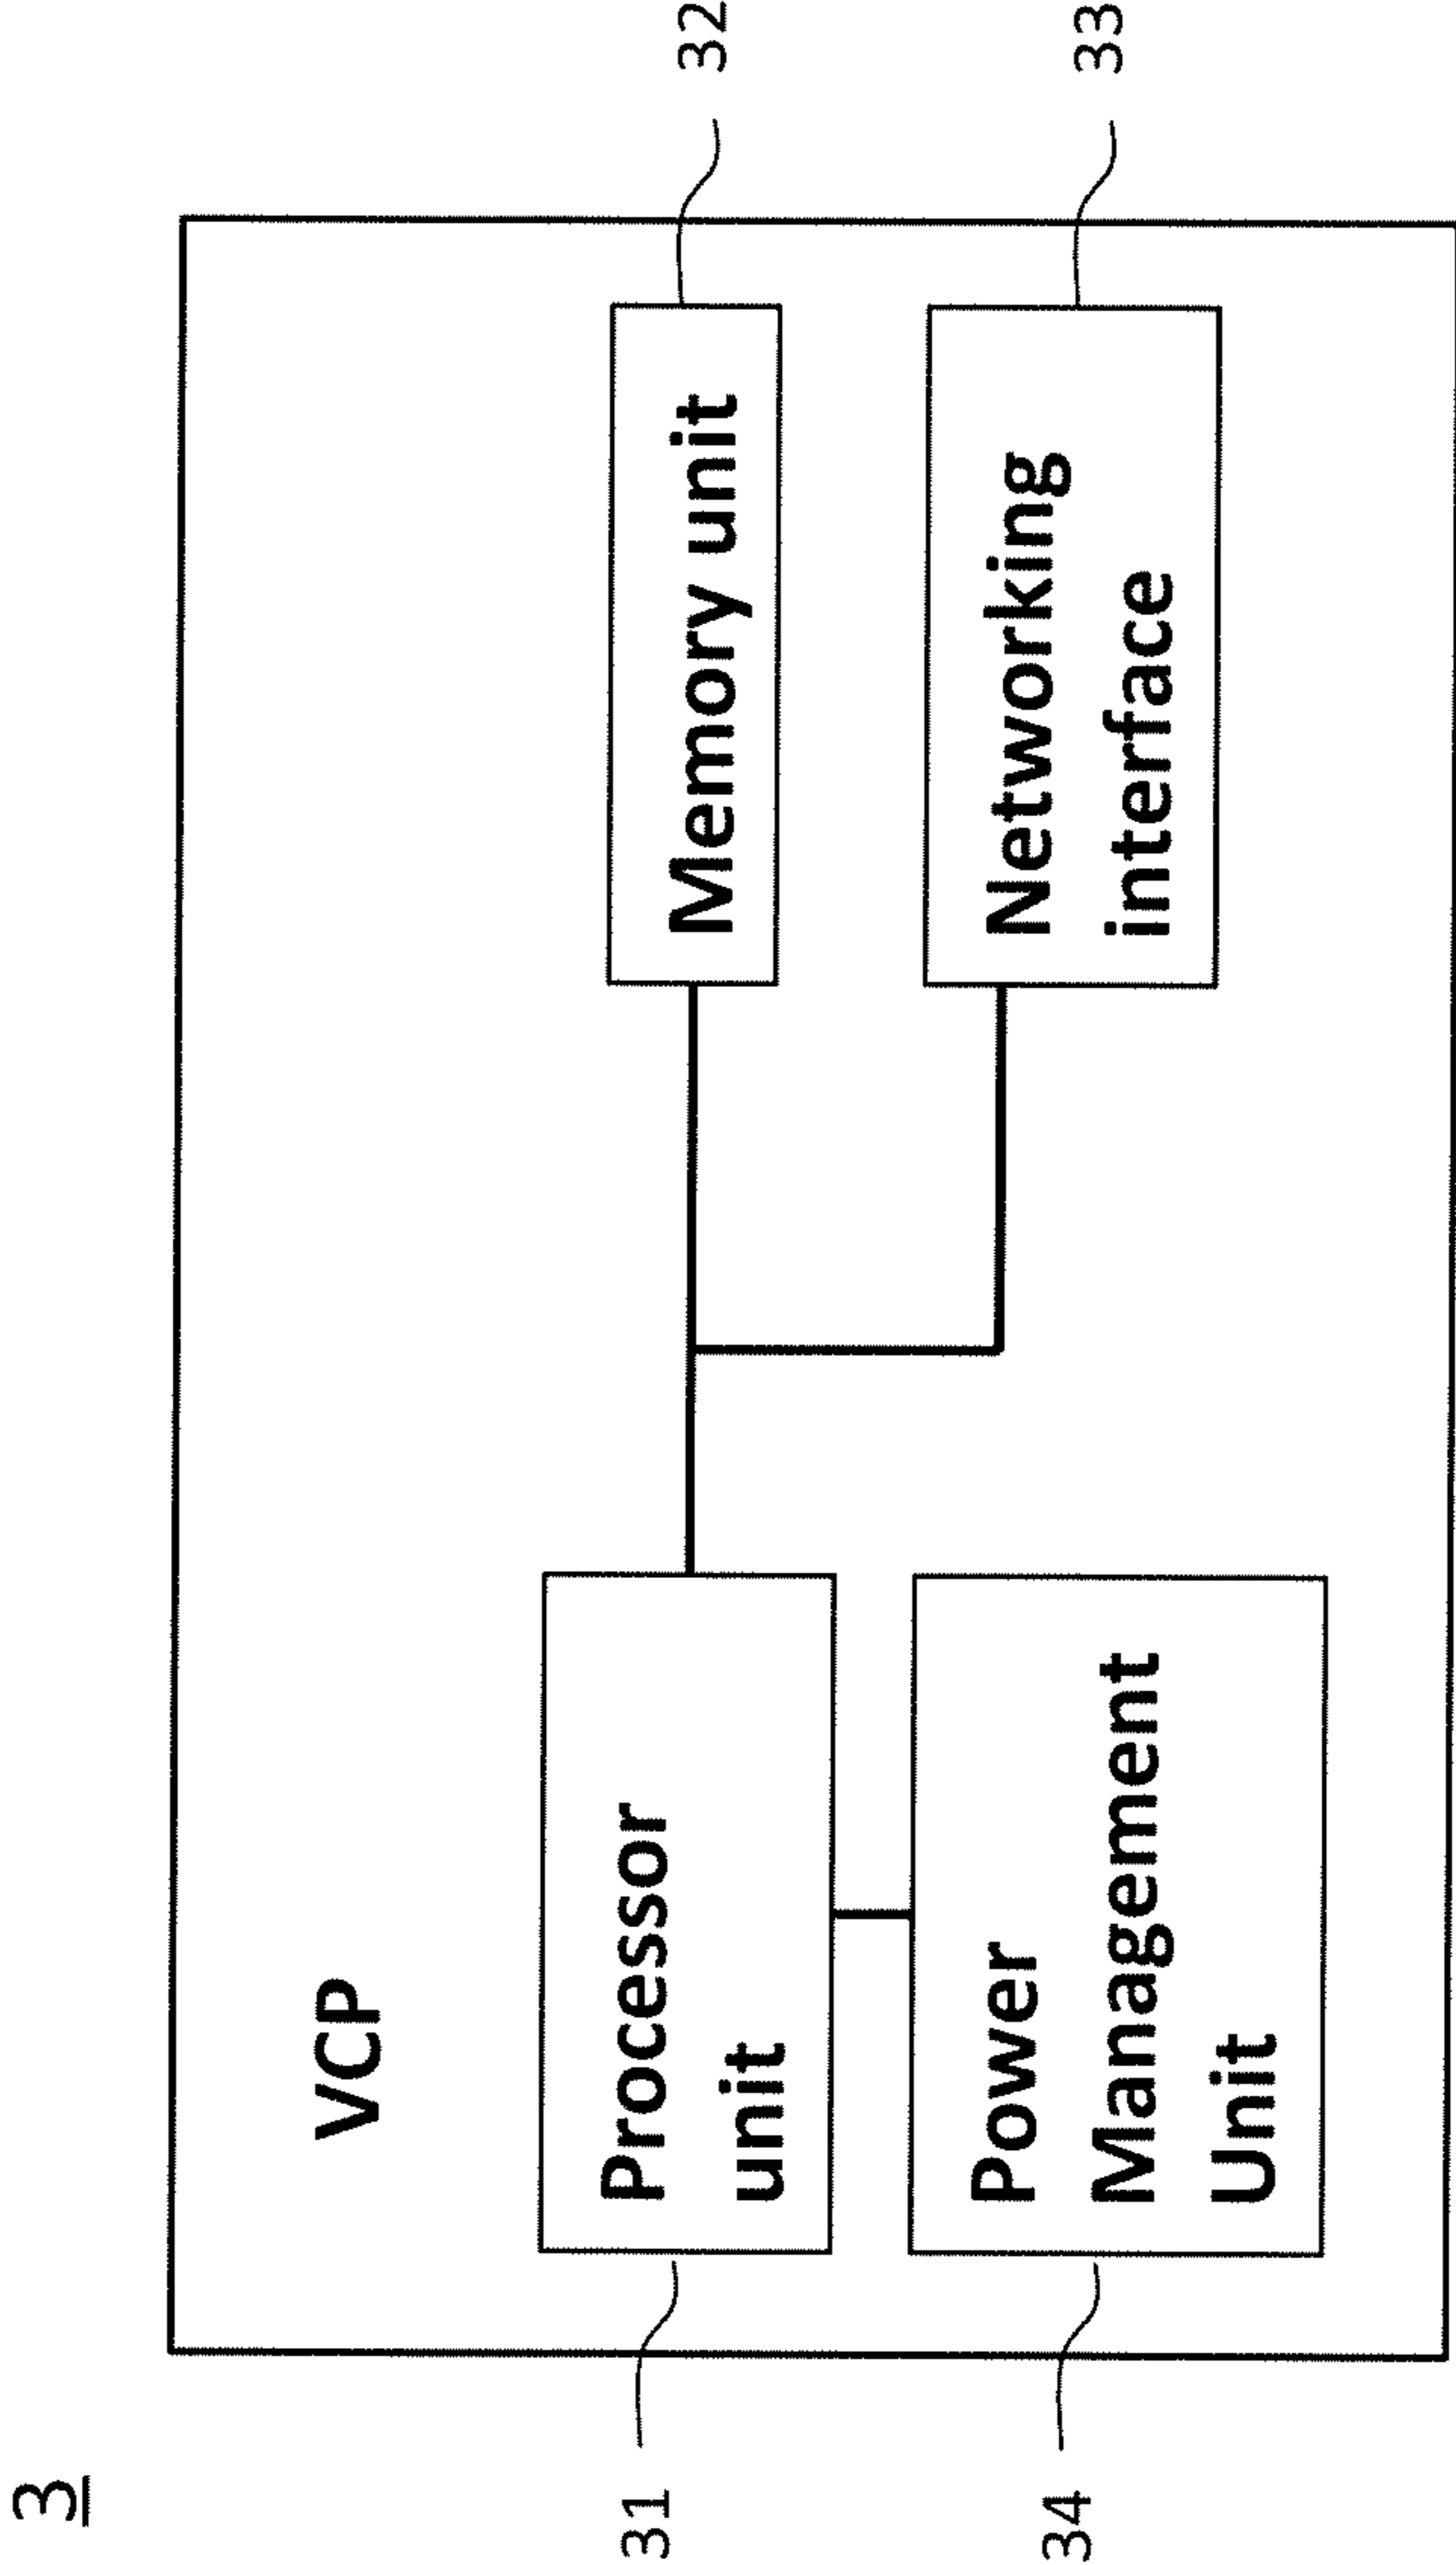 3
VCP
31
Processor
unit
Memory unit
32
34
Power
Management
Unit
Networking
interface
33